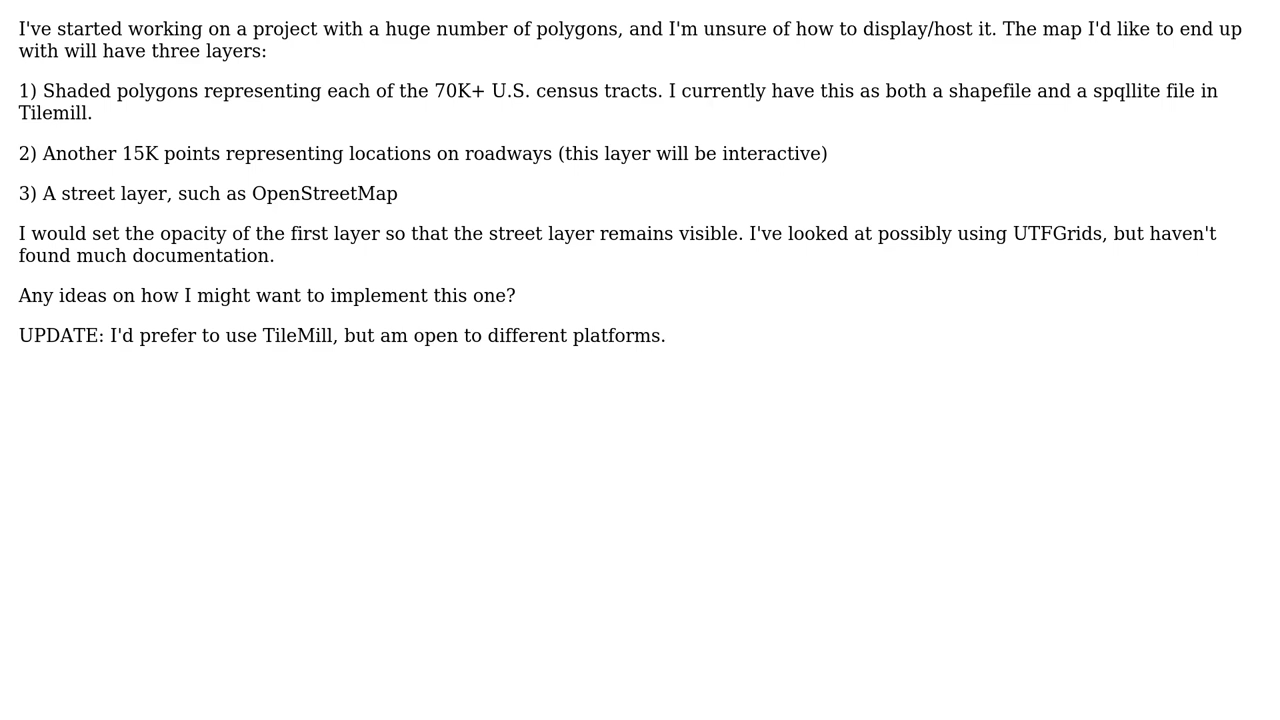 I've started working on a project with a huge number of polygons, and I'm unsure of how to display/host it. The map I'd like to end up
with will have three layers:
1) Shaded polygons representing each of the 70K+ U.S. census tracts. I currently have this as both a shapefile and a spqllite file in
Tilemill.
2) Another 15K points representing locations on roadways (this layer will be interactive)
3) A street layer, such as OpenStreetMap
I would set the opacity of the first layer so that the street layer remains visible. I've looked at possibly using UTFGrids, but haven't
found much documentation.
Any ideas on how I might want to implement this one?
UPDATE: I'd prefer to use TileMill, but am open to different platforms.